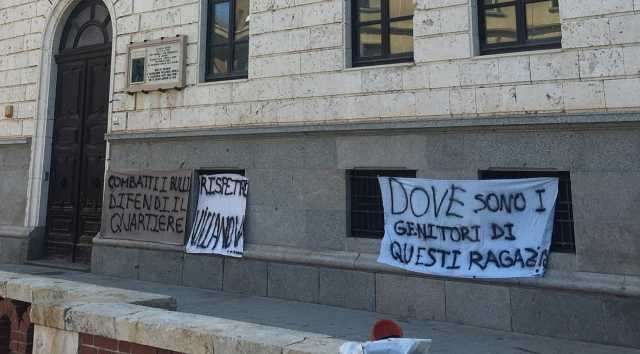 COMBATTI I BULLI
DIFENDI IL
QUARTIERE
RISPETTO
VILLANOVA
DOVE SONO I
GENITORI DI
QUESTI RAGAZZI